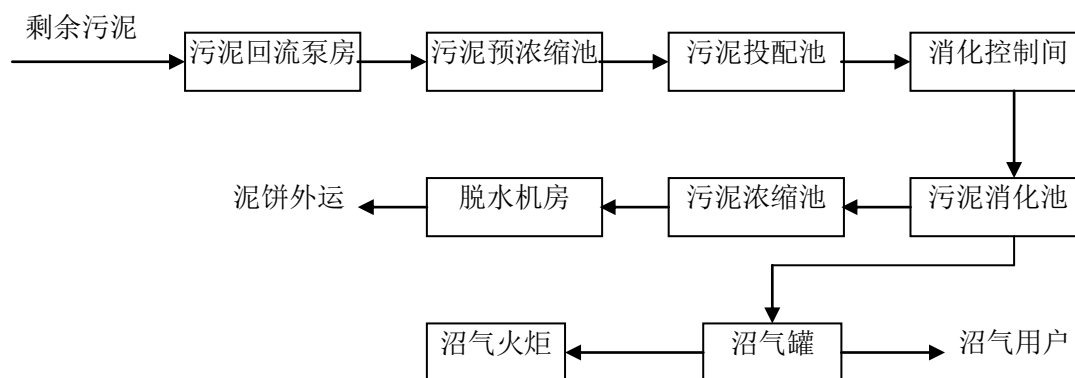 剩余污泥
污泥回流泵房
污泥预浓缩池
污泥投配池
消化控制间
泥饼外运
脱水机房
污泥浓缩池
污泥消化池
沼气火炬
沼气罐
沼气用户